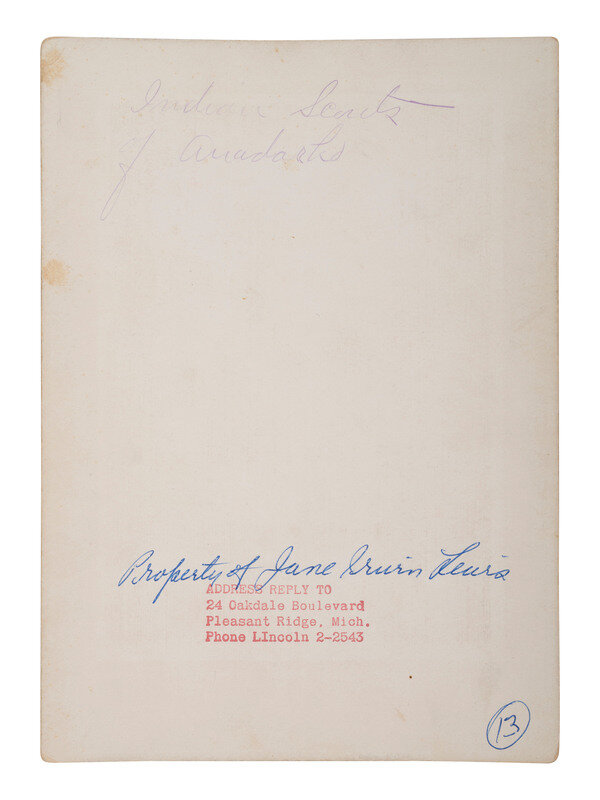 Indian Scouts
of Anadarko
Property of Jane Irwin Lewis
ADDRESS REPLY TO
24 Oakdale Boulevard
Pleasant Ridge, Mich.
Phone LIncoln 2-2543
13